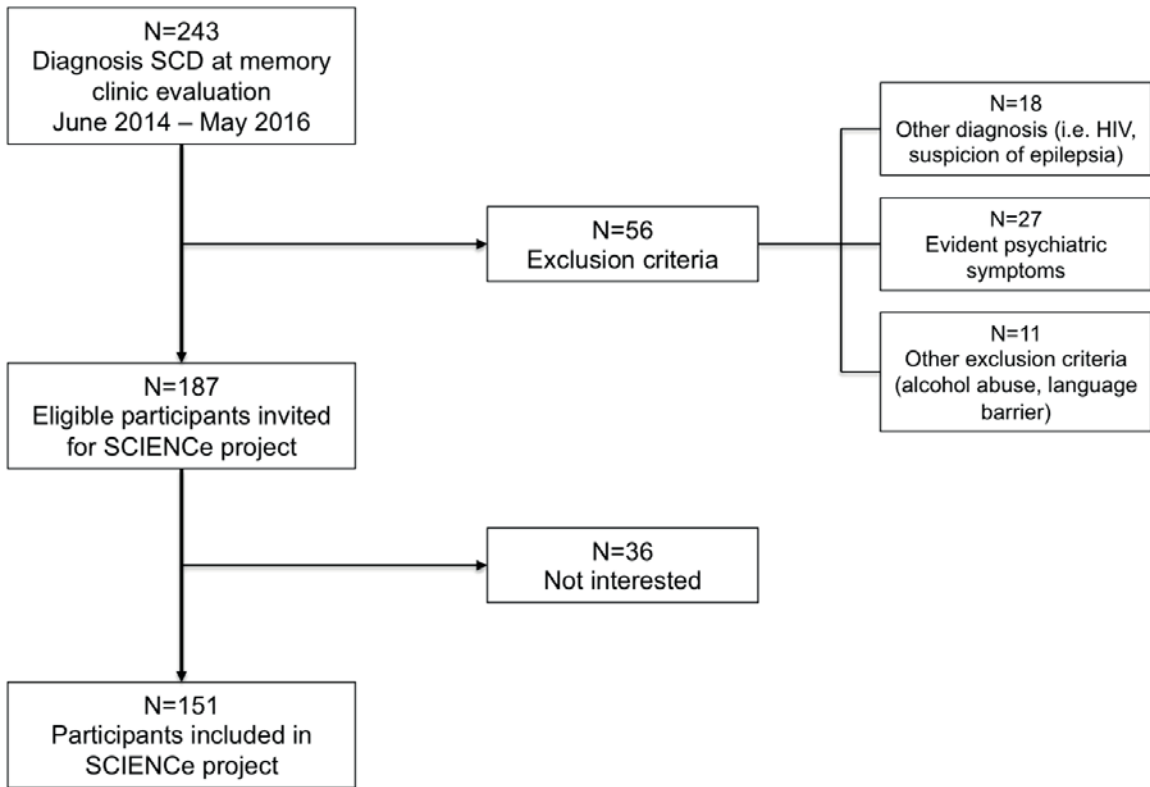 N=243
Diagnosis SCD at memory
clinic evaluation
June 2014 – May 2016
N=18
Other diagnosis (i.e. HIV,
suspicion of epilepsia)
N=56
Exclusion criteria
N=27
Evident psychiatric
symptoms
N=11
Other exclusion criteria
(alcohol abuse, language
barrier)
N=187
Eligible participants invited
for SCIENCe project
N=36
Not interested
N=151
Participants included in
SCIENCe project